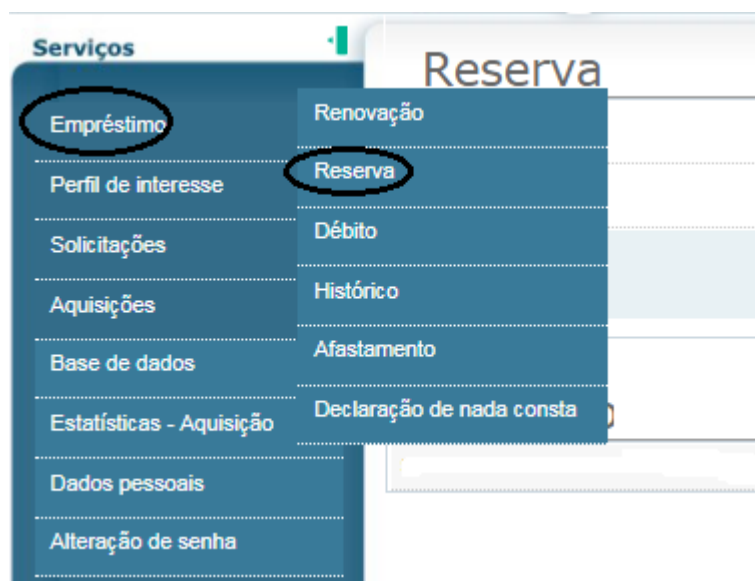 Serviços
Reserva
Empréstimo
Renovação
Reserva
Débito
Histórico
Afastamento
Declaração de nada consta
Perfil de interesse
Solicitações
Aquisições
Base de dados
Estatísticas - Aquisição
Dados pessoais
Alteração de senha